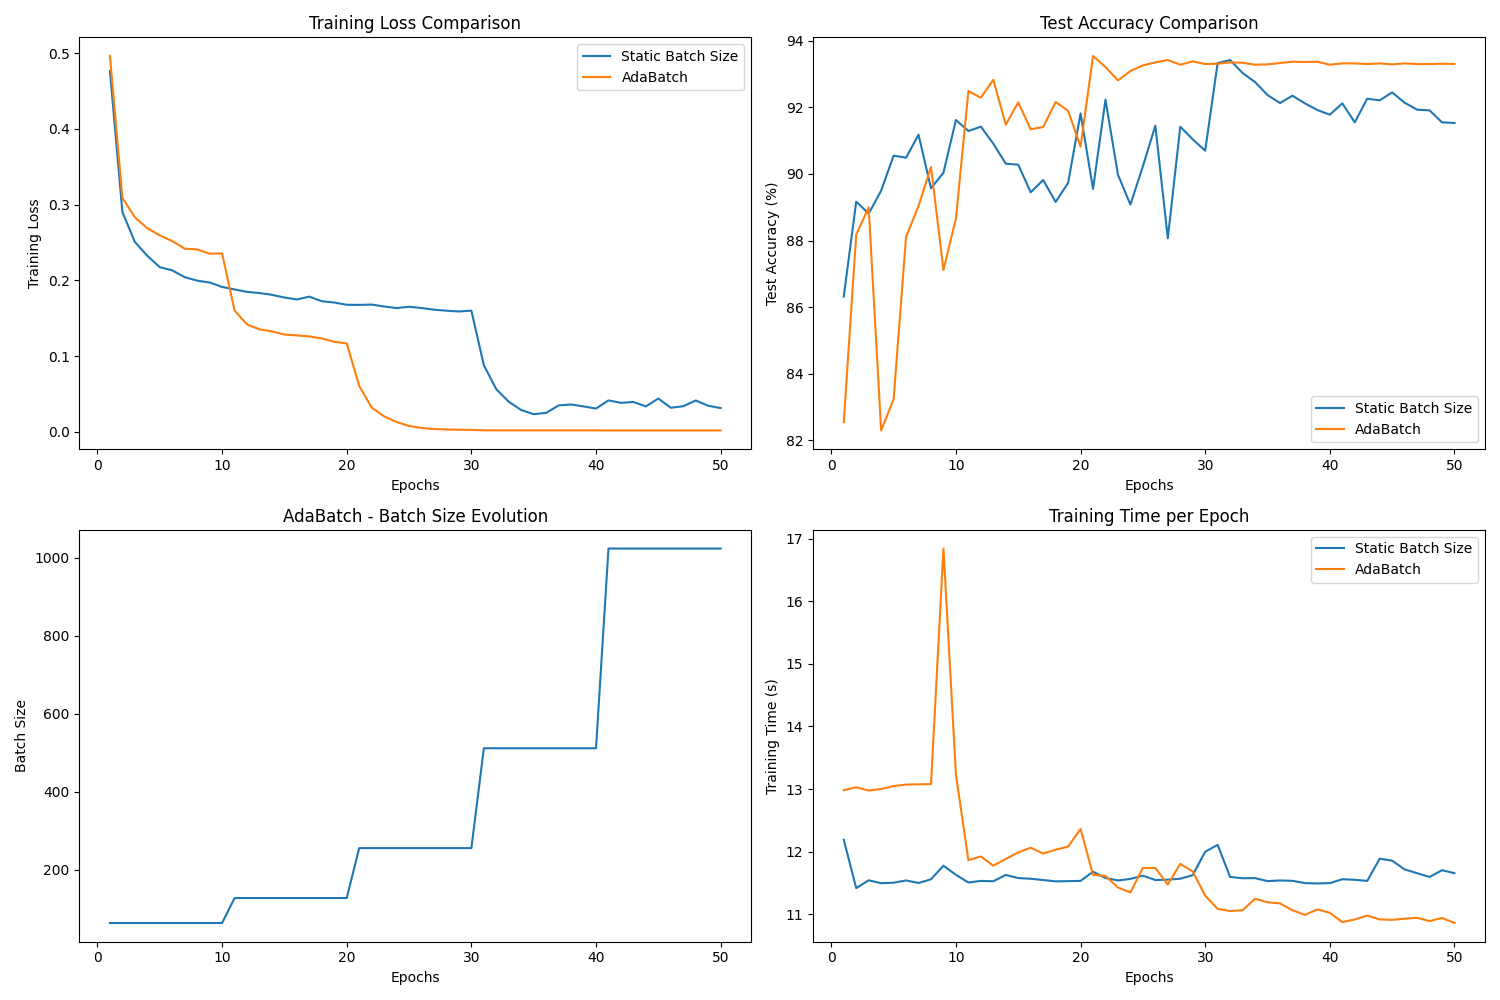 Training Loss Comparison
0.5
0.4
0.3
0.2
0.1
0.0
Training Loss
Static Batch Size
AdaBatch
0 10 20 30 40 50
Epochs
Test Accuracy Comparison
94
92
90
88
86
84
82
Test Accuracy (%)
Static Batch Size
AdaBatch
0 10 20 30 40 50
Epochs
AdaBatch - Batch Size Evolution
1000
800
600
400
200
Batch Size
0 10 20 30 40 50
Epochs
Training Time per Epoch
17
16
15
14
13
12
11
Training Time (s)
Static Batch Size
AdaBatch
0 10 20 30 40 50
Epochs